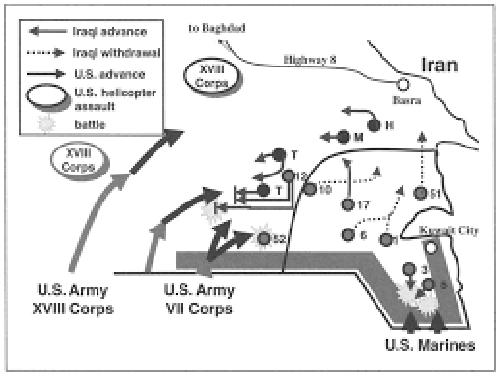 Iraqi advance
Iraqi withdrawal
U.S. advance
U.S. helicopter
assault
battle
to Baghdad
XVIII
Corps
Highway 8
Iran
Basra
H
M
XVIII
Corps
T
12
T
10
17
51
52
6
1
Kuwait City
3
5
U.S. Army
XVIII Corps
U.S. Army
VII Corps
U.S. Marines